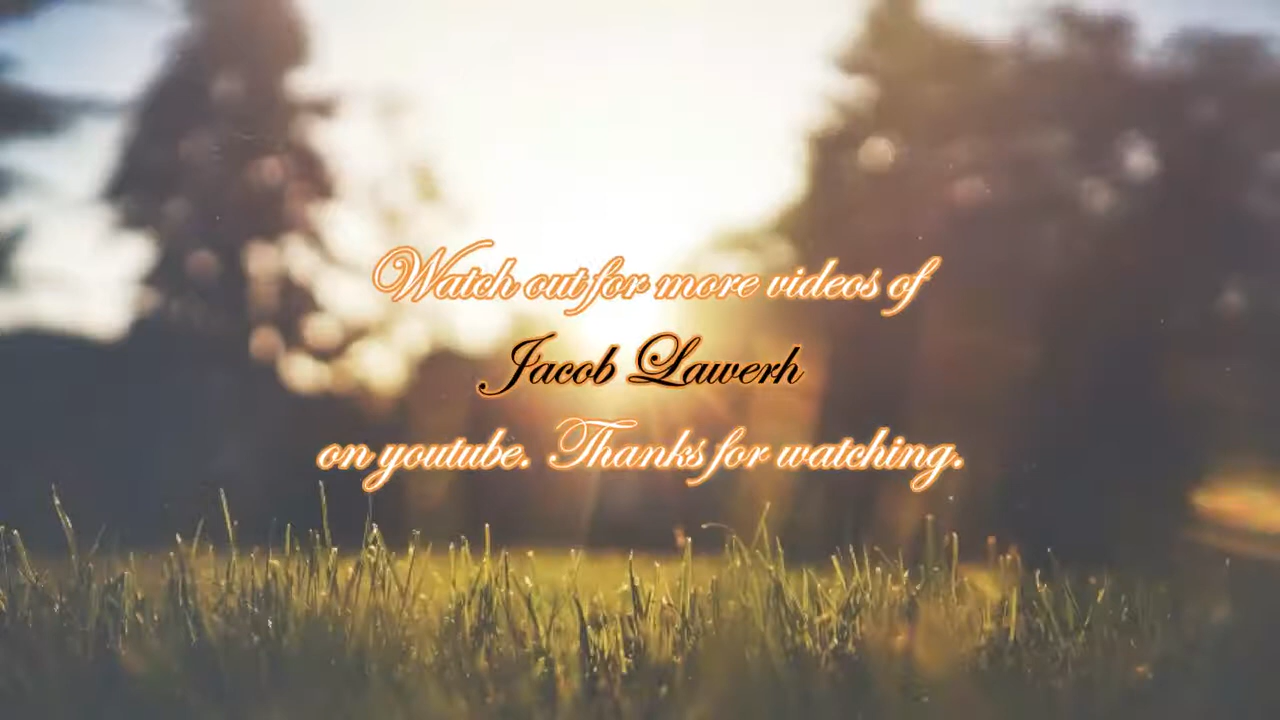 Watch out for more videos of
Jacob Lawerh
on youtube. Thanks for watching.